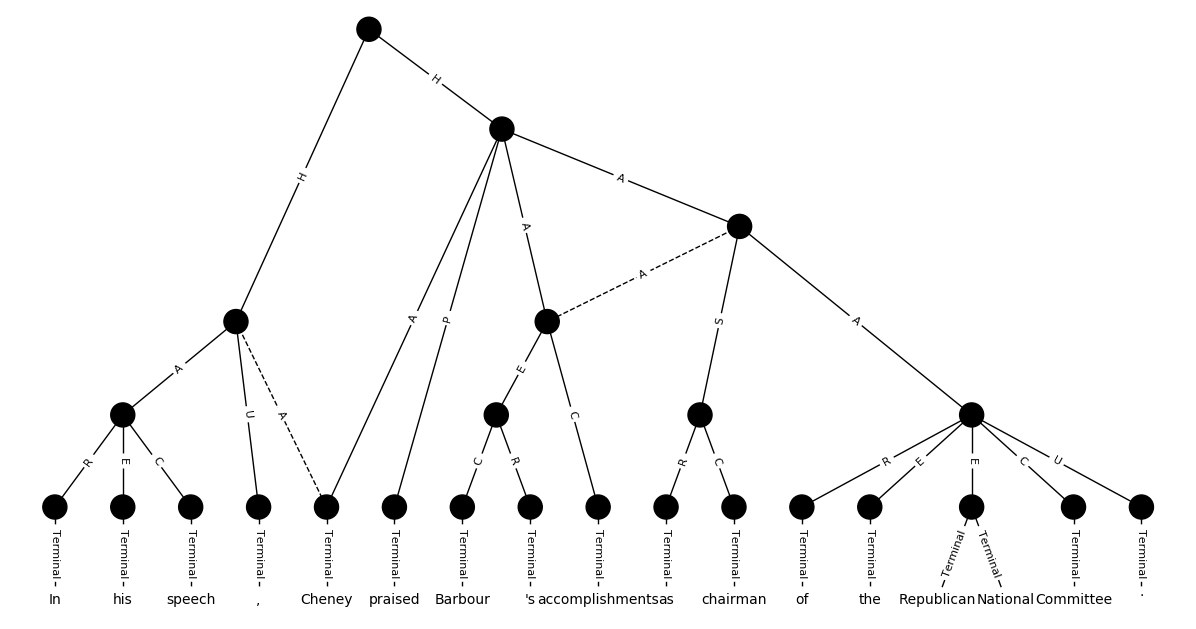 H
H
A
H
A
A
P
A
S
A
A
E
A
U
A
C
R
E
C
C
R
R
C
R
E
E
C
U
Terminal Terminal Terminal Terminal Terminal Terminal Terminal Terminal Terminal Terminal Terminal Terminal Terminal Terminal Terminal Terminal Terminal
In his speech , Cheney praised Barbour 's accomplishments as chairman of the Republican National Committee .